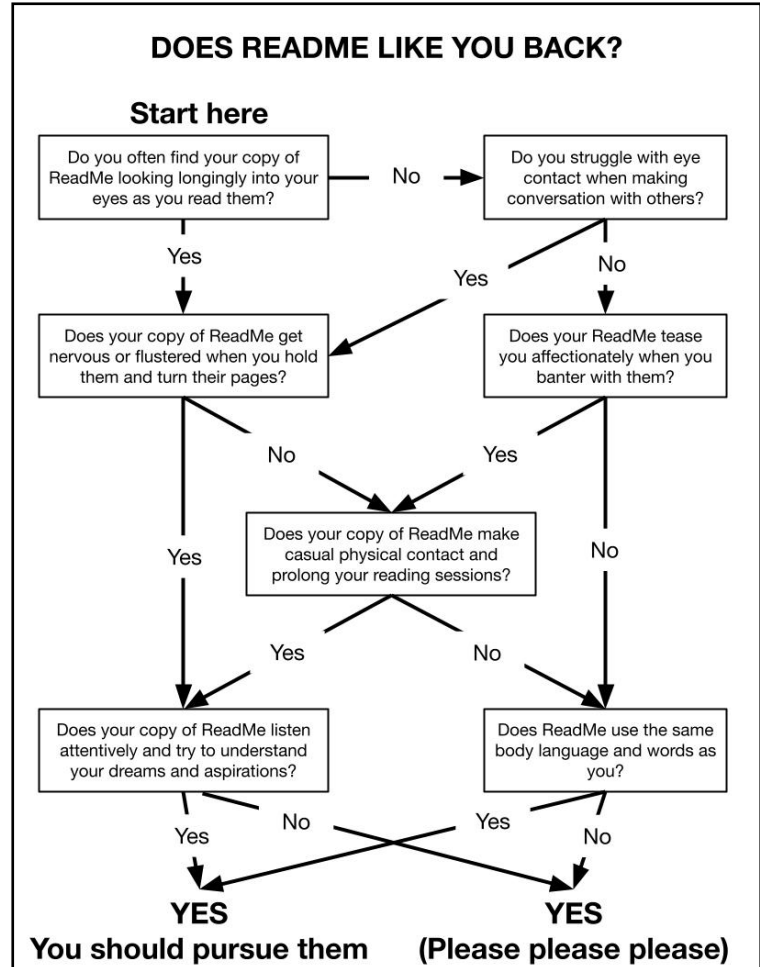 DOES README LIKE YOU BACK?
Start here
Do you often find your copy of
ReadMe looking longingly into your
eyes as you read them?
No
Do you struggle with eye
contact when making
conversation with others?
Yes
Yes
No
Does your copy of ReadMe get
nervous or flustered when you hold
them and turn their pages?
Does your ReadMe tease
you affectionately when you
banter with them?
No
Yes
Yes
Does your copy of ReadMe make
casual physical contact and
prolong your reading sessions?
No
Yes
No
Does your copy of ReadMe listen
attentively and try to understand
your dreams and aspirations?
Does ReadMe use the same
body language and words as
you?
Yes
No
Yes
No
YES
You should pursue them
YES
(Please please please)